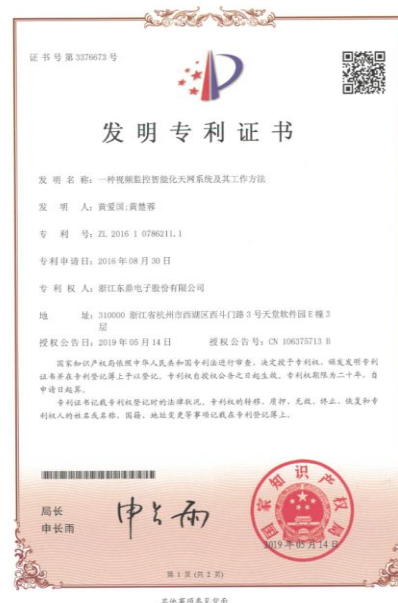 证书号第3376673号
发明专利证书
发明名称：一种视频监控智能化天网系统及其工作方法
发明人：黄爱国;黄楚蓉
专利号：ZL 2016 1 0786211.1
专利申请日：2016年08月30日
专利权人：浙江东鼎电子股份有限公司
地址：310000 浙江省杭州市西湖区西斗门路3号天堂软件园E幢3
层
授权公告日：2019年05月14日 授权公告号：CN 106375713 B
国家知识产权局依照中华人民共和国专利法进行审查，决定授予专利权，颁发发明专利
证书并在专利登记簿上予以登记。专利权自授权公告之日起生效。专利权期限为二十年，自
申请日起算。
专利证书记载专利权登记时的法律状况。专利权的转移、质押、无效、终止、恢复和专
利权人的姓名或名称、国籍、地址变更等事项记载在专利登记簿上。
局长
申长雨
申长雨
国家知识产权局
2019年05月14日
第 1 页 (共 2 页)
其他事项参见背面